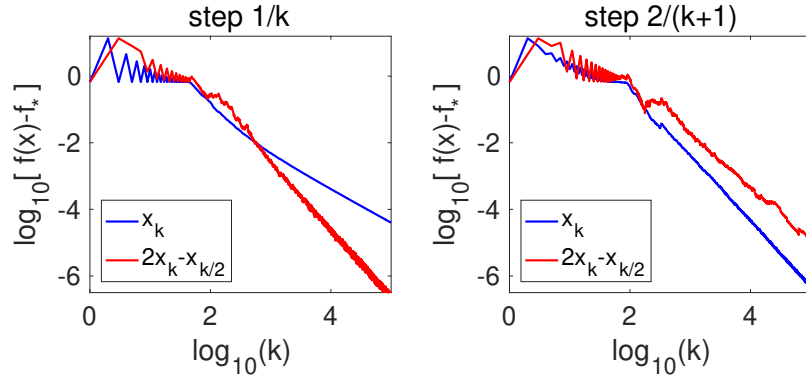 step 1/k
log10[ f(x)-f* ]
0
-2
-4
-6
xk
2xk-xk/2
0
2
4
log10(k)
step 2/(k+1)
log10[ f(x)-f* ]
0
-2
-4
-6
xk
2xk-xk/2
0
2
4
log10(k)